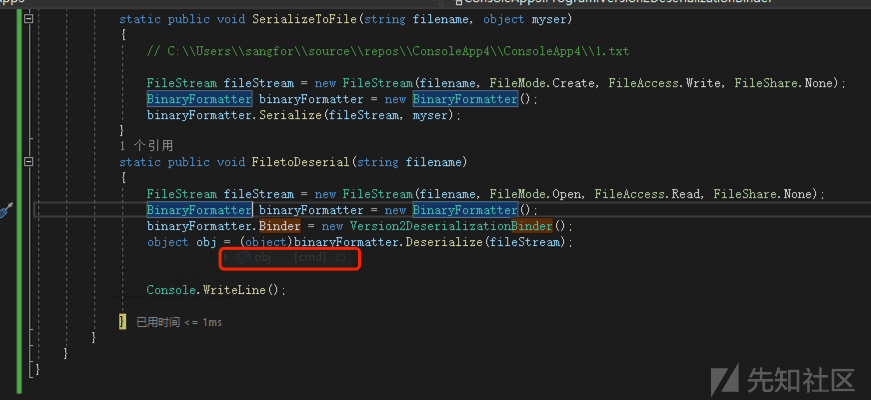 static public void SerializeToFile(string filename, object myser)
{
// C:\\Users\\sangfor\\source\\repos\\ConsoleApp4\\ConsoleApp4\\1.txt
FileStream fileStream = new FileStream(filename, FileMode.Create, FileAccess.Write, FileShare.None);
BinaryFormatter binaryFormatter = new BinaryFormatter();
binaryFormatter.Serialize(fileStream, myser);
}
1 个引用
static public void FiletoDeserial(string filename)
{
FileStream fileStream = new FileStream(filename, FileMode.Open, FileAccess.Read, FileShare.None);
BinaryFormatter binaryFormatter = new BinaryFormatter();
binaryFormatter.Binder = new Version2DeserializationBinder();
object obj = (object)binaryFormatter.Deserialize(fileStream);
obj {cmd}
Console.WriteLine();
} 已用时间 <= 1ms
}
}
}
先知社区